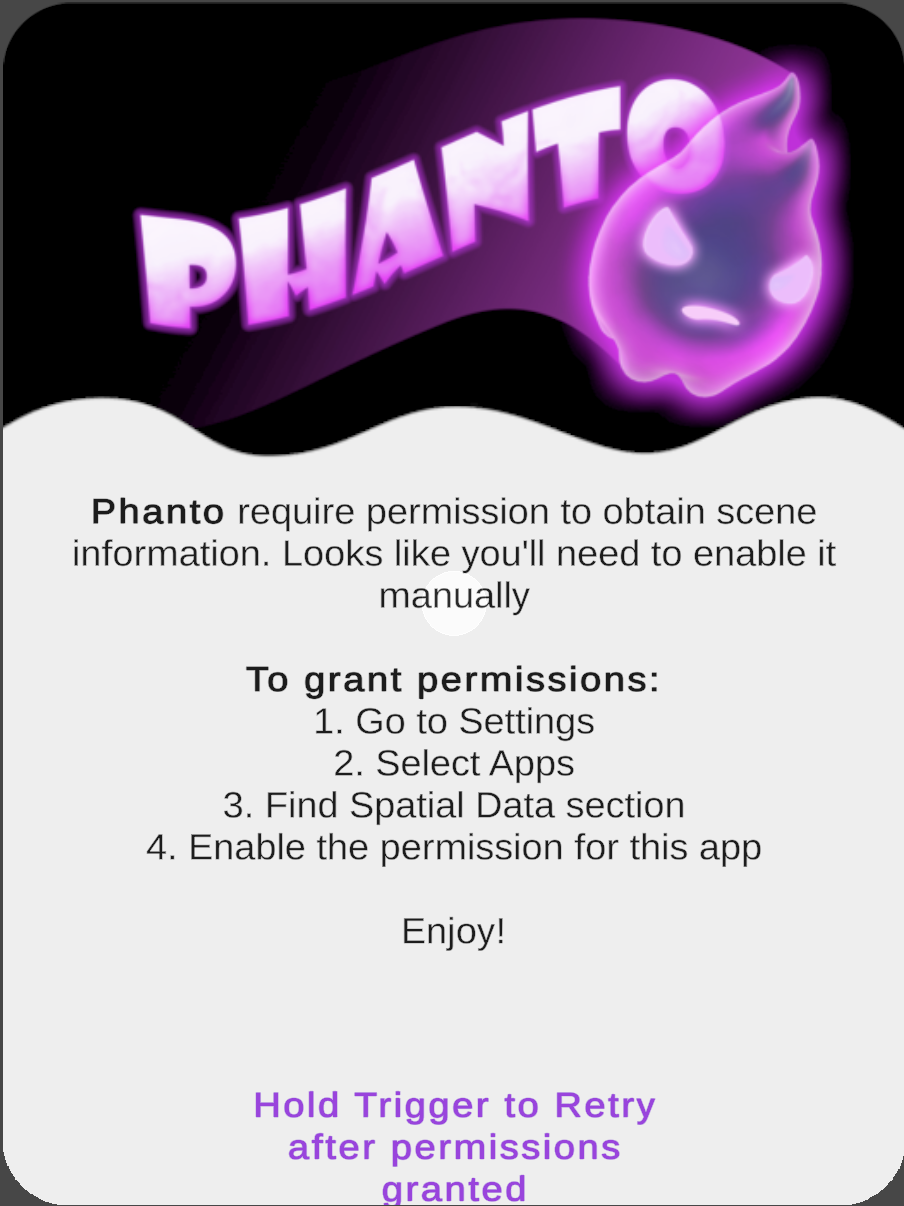 PHANTO
Phanto require permission to obtain scene
information. Looks like you'll need to enable it
manually
To grant permissions:
1. Go to Settings
2. Select Apps
3. Find Spatial Data section
4. Enable the permission for this app
Enjoy!
Hold Trigger to Retry
after permissions
granted